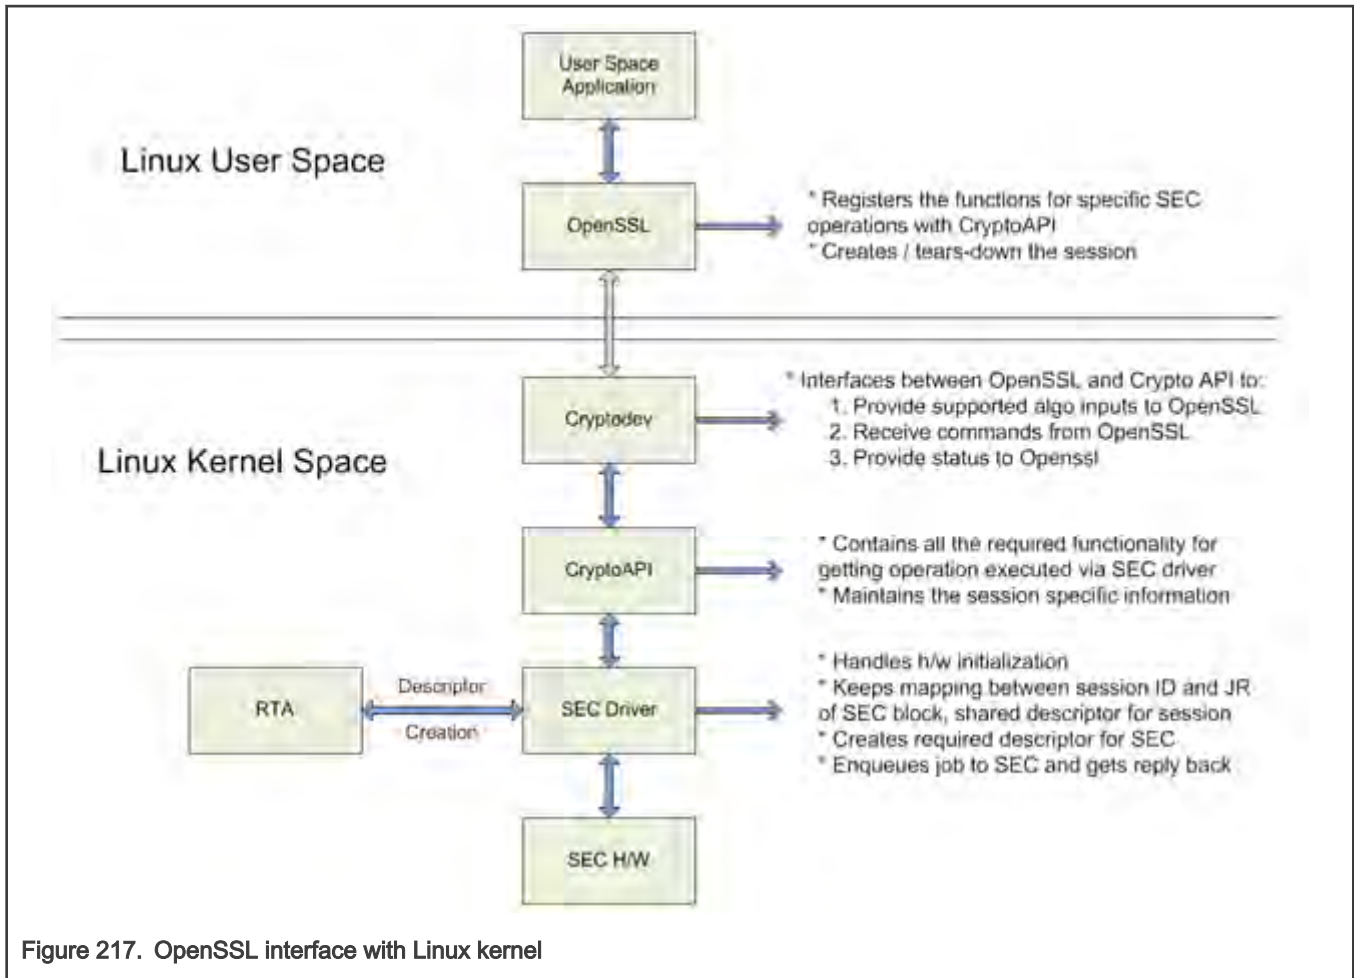 User Space
Application
Linux User Space
OpenSSL
* Registers the functions for specific SEC
operations with CryptoAPI
* Creates / tears-down the session
Cryptodev
* Interfaces between OpenSSL and Crypto API to:
1. Provide supported algo inputs to OpenSSL
2. Receive commands from OpenSSL
3. Provide status to Openssl
Linux Kernel Space
CryptoAPI
* Contains all the required functionality for
getting operation executed via SEC driver
* Maintains the session specific information
RTA
Descriptor
Creation
SEC Driver
* Handles h/w initialization
* Keeps mapping between session ID and JR
of SEC block, shared descriptor for session
* Creates required descriptor for SEC
* Enqueues job to SEC and gets reply back
SEC H/W
Figure 217. OpenSSL interface with Linux kernel